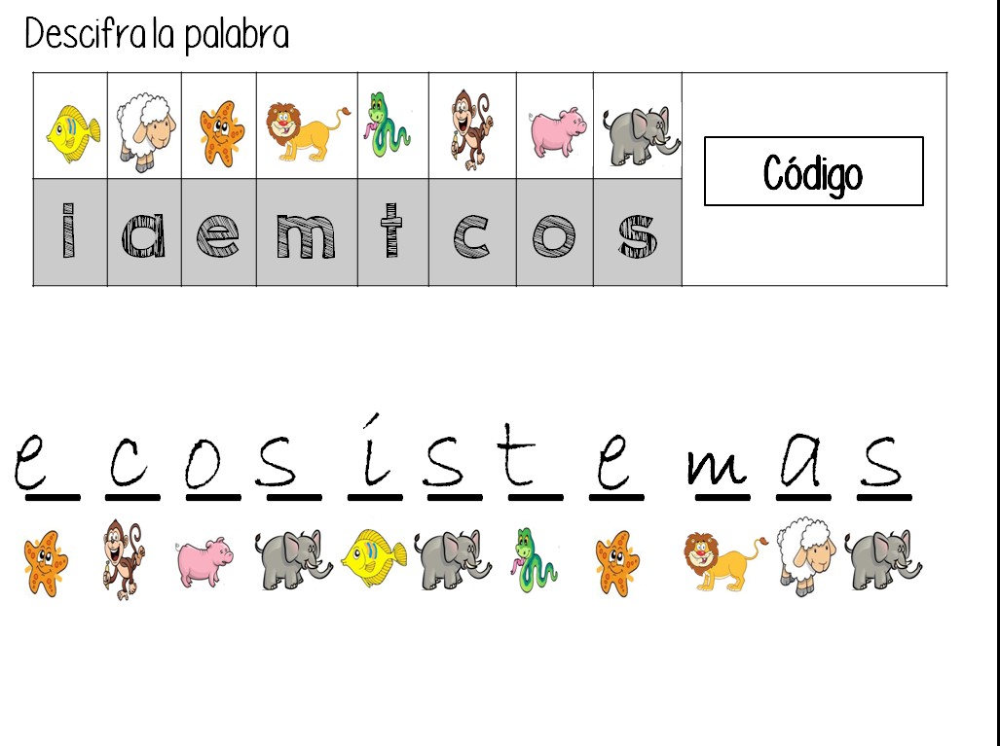 Descifra la palabra
Código
i a e m t c o s
e c o s i s t e m a s